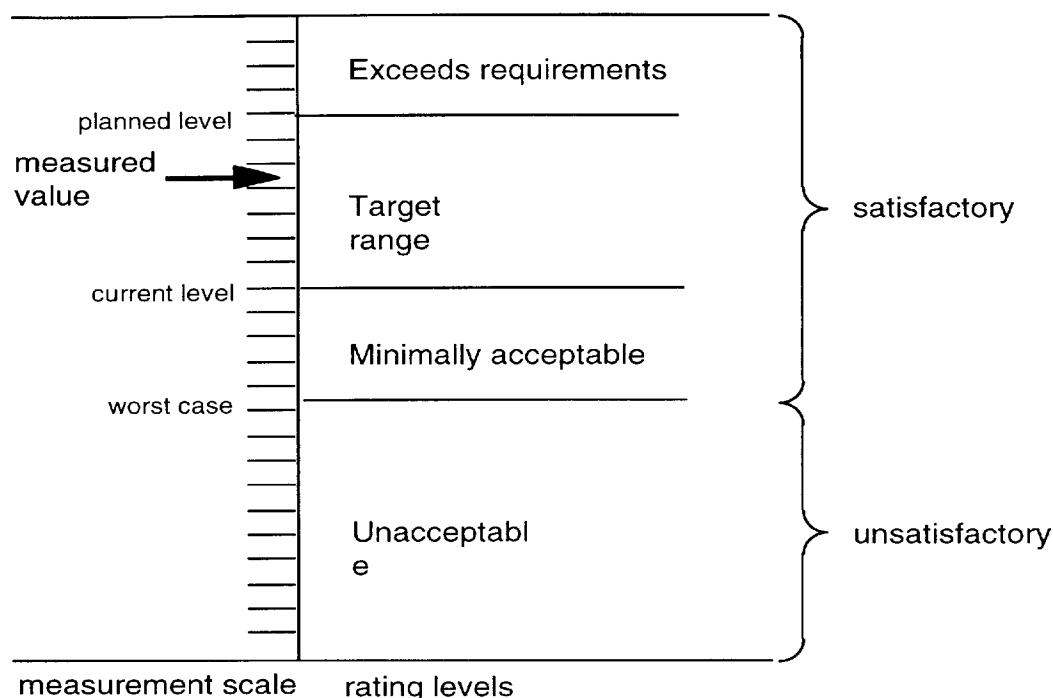 Exceeds requirements
planned level
measured
value
Target
range
satisfactory
current level
Minimally acceptable
worst case
Unacceptabl
e
unsatisfactory
measurement scale
rating levels